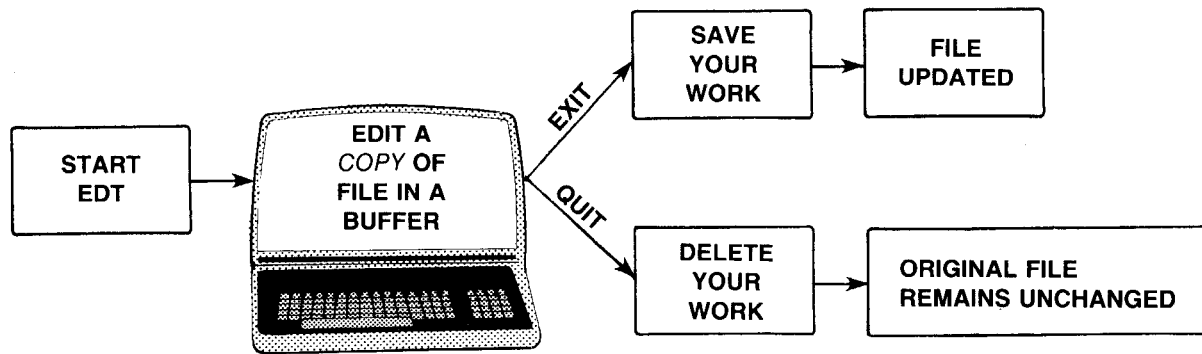 START
EDT
EDIT A
COPY OF
FILE IN A
BUFFER
EXIT
SAVE
YOUR
WORK
FILE
UPDATED
QUIT
DELETE
YOUR
WORK
ORIGINAL FILE
REMAINS UNCHANGED